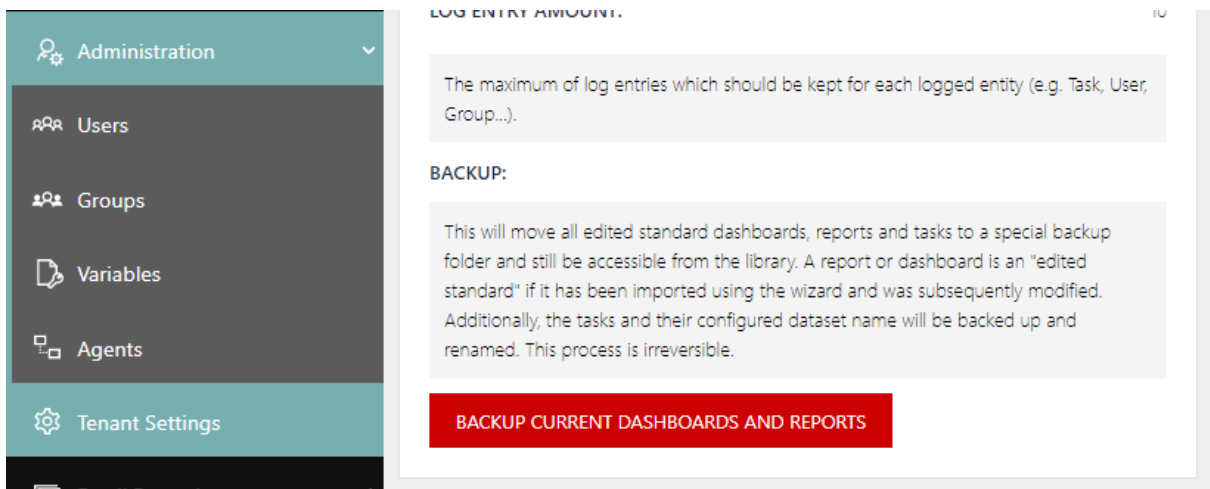 Administration
Users
Groups
Variables
Agents
Tenant Settings
LOG ENTRY AMOUNT:
10
The maximum of log entries which should be kept for each logged entity (e.g. Task, User,
Group...).
BACKUP:
This will move all edited standard dashboards, reports and tasks to a special backup
folder and still be accessible from the library. A report or dashboard is an "edited
standard" if it has been imported using the wizard and was subsequently modified.
Additionally, the tasks and their configured dataset name will be backed up and
renamed. This process is irreversible.
BACKUP CURRENT DASHBOARDS AND REPORTS